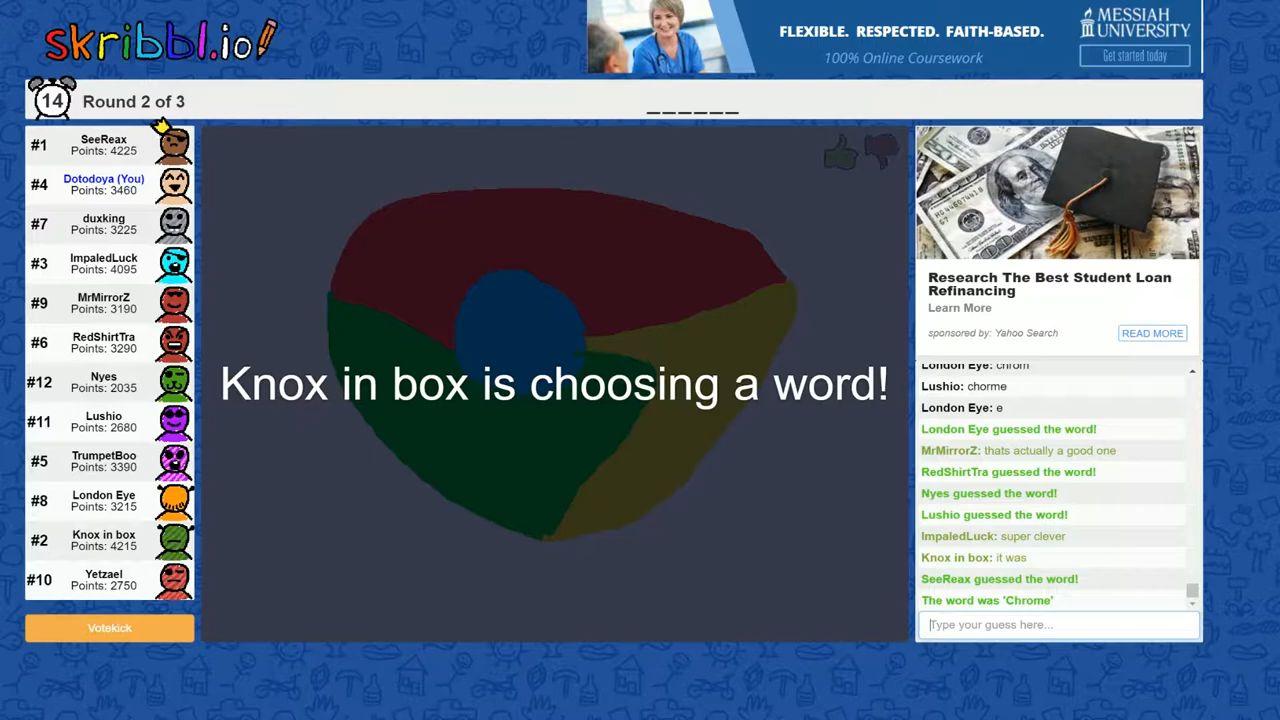 skribbl.io
FLEXIBLE. RESPECTED. FAITH-BASED.
100% Online Coursework
MESSIAH
UNIVERSITY
Get started today
14
Round 2 of 3
______
#1
SeeReax
Points: 4225
#4
Dotodoya (You)
Points: 3460
#7
duxking
Points: 3225
#3
ImpaledLuck
Points: 4095
#9
MrMirrorZ
Points: 3190
#6
RedShirtTra
Points: 3290
#12
Nyes
Points: 2035
#11
Lushio
Points: 2680
#5
TrumpetBoo
Points: 3390
#8
London Eye
Points: 3215
#2
Knox in box
Points: 4215
#10
Yetzael
Points: 2750
Votekick
Knox in box is choosing a word!
Research The Best Student Loan
Refinancing
Learn More
sponsored by: Yahoo Search
READ MORE
London Eye: chrom
Lushio: chorme
London Eye: e
London Eye guessed the word!
MrMirrorZ: thats actually a good one
RedShirtTra guessed the word!
Nyes guessed the word!
Lushio guessed the word!
ImpaledLuck: super clever
Knox in box: it was
SeeReax guessed the word!
The word was 'Chrome'
Type your guess here...